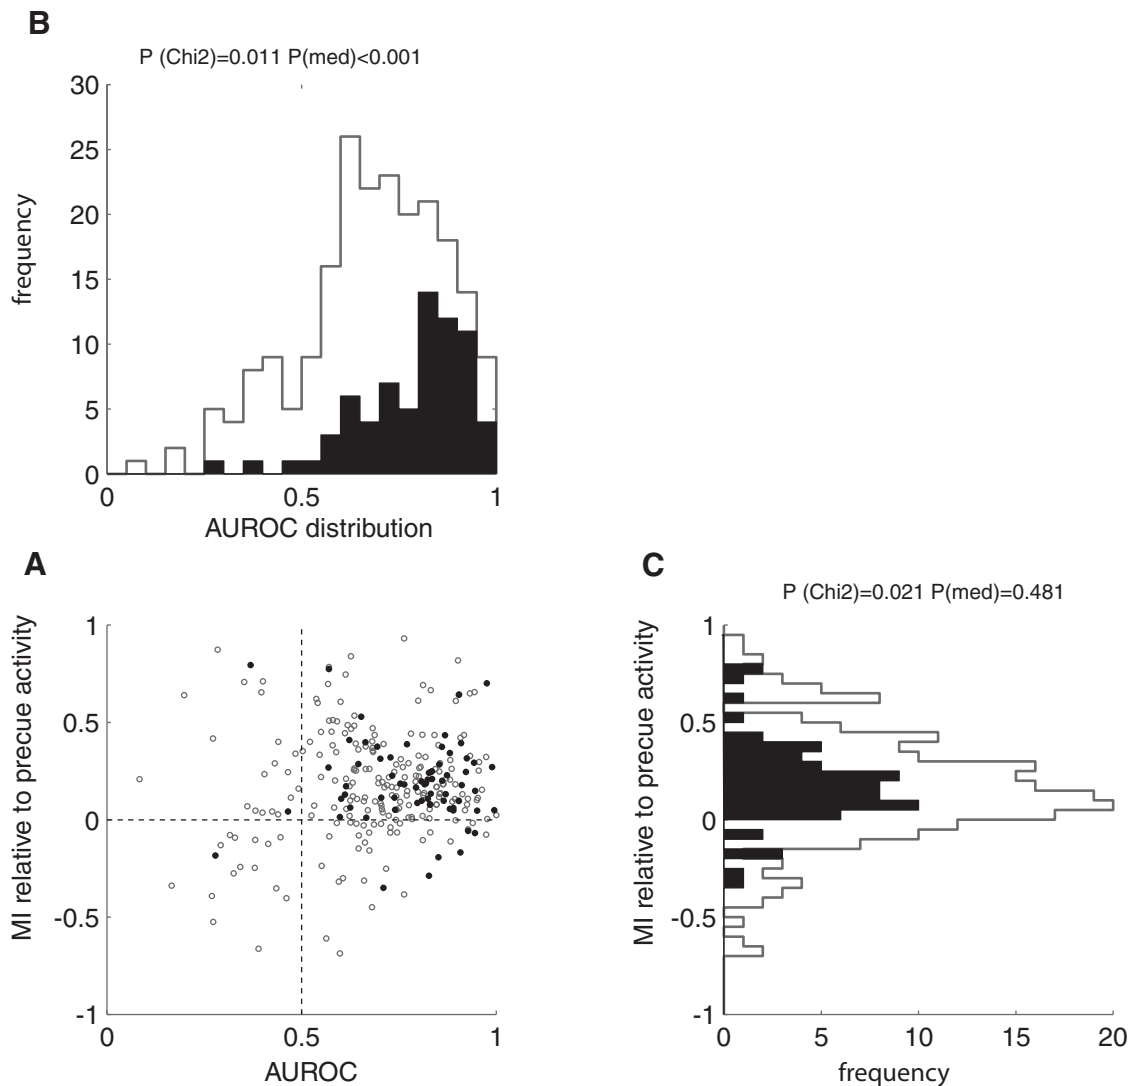 B
P (Chi2)=0.011 P(med)<0.001
30
25
20
15
10
5
0
frequency
0 0.5 1
AUROC distribution
A
1
0.5
0
-0.5
-1
MI relative to precue activity
0 0.5 1
AUROC
C
P (Chi2)=0.021 P(med)=0.481
1
0.5
0
-0.5
-1
MI relative to precue activity
0 5 10 15 20
frequency